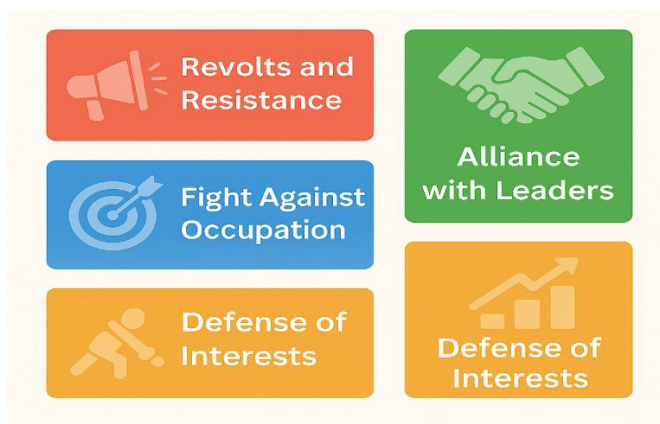 Revolts and
Resistance
Fight Against
Occupation
Defense of
Interests
Alliance
with Leaders
Defense of
Interests